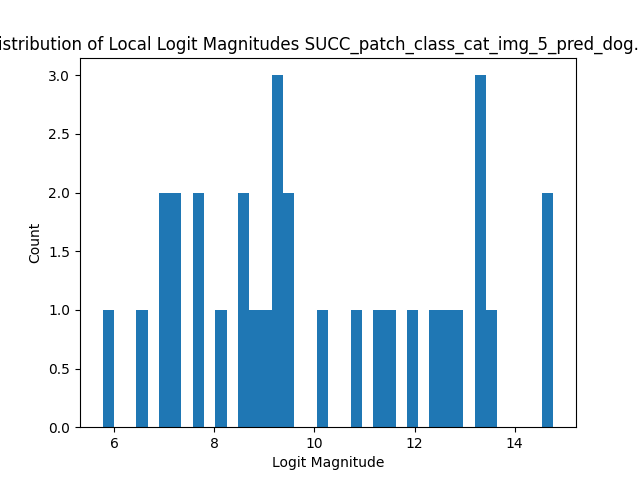 istribution of Local Logit Magnitudes SUCC_patch_class_cat_img_5_pred_dog.
3.0
2.5
2.0
1.5
1.0
0.5
0.0
Count
6 8 10 12 14
Logit Magnitude